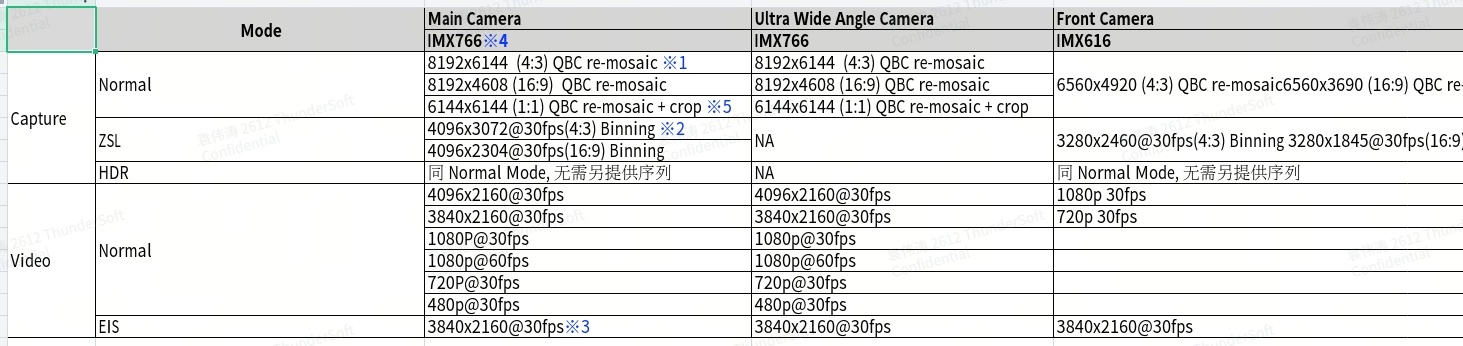 Main Camera Ultra Wide Angle Camera Front Camera
Mode
IMX766※4 IMX766 IMX616
Capture
Normal
8192x6144 (4:3) QBC re-mosaic ※1 8192x6144 (4:3) QBC re-mosaic
8192x4608 (16:9) QBC re-mosaic 8192x4608 (16:9) QBC re-mosaic 6560x4920 (4:3) QBC re-mosaic6560x3690 (16:9) QBC re-
6144x6144 (1:1) QBC re-mosaic + crop ※5 6144x6144 (1:1) QBC re-mosaic + crop
ZSL
4096x3072@30fps(4:3) Binning ※2 NA 3280x2460@30fps(4:3) Binning 3280x1845@30fps(16:9)
4096x2304@30fps(16:9) Binning
HDR 同 Normal Mode, 无需另提供序列 NA 同 Normal Mode, 无需另提供序列
Video
Normal
4096x2160@30fps 4096x2160@30fps 1080p 30fps
3840x2160@30fps 3840x2160@30fps 720p 30fps
1080P@30fps 1080p@30fps
1080p@60fps 1080p@60fps
720P@30fps 720p@30fps
480p@30fps 480p@30fps
EIS 3840x2160@30fps※3 3840x2160@30fps 3840x2160@30fps
袁伟涛 2612 ThunderSoft
Confidential